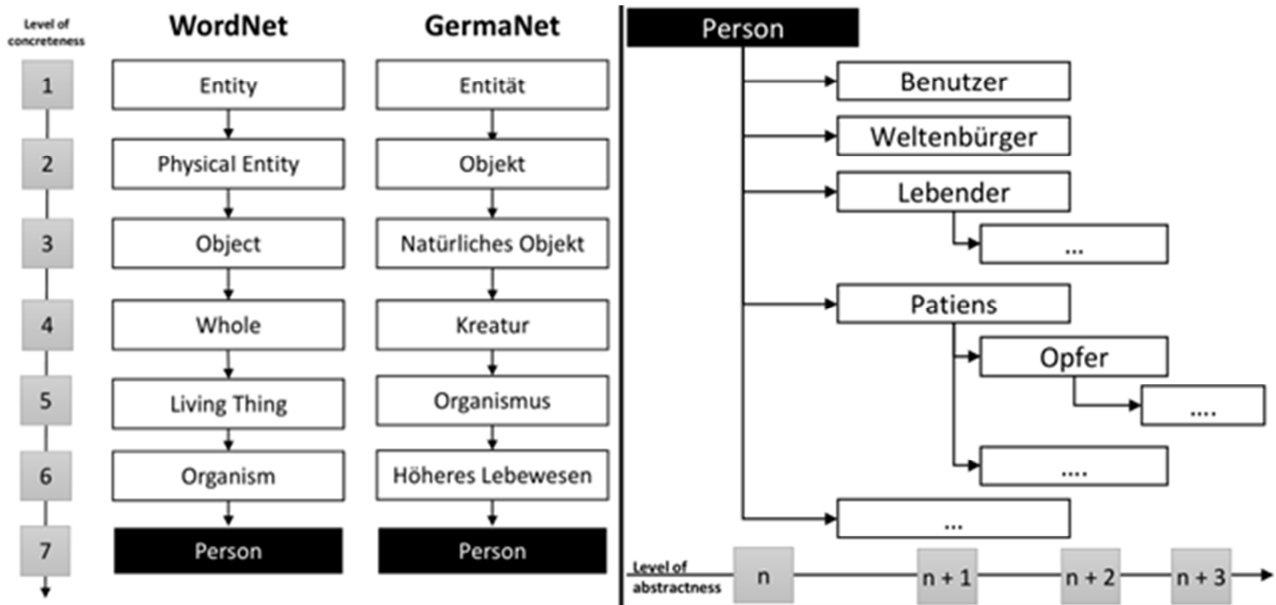 Level of
concreteness
WordNet
GermaNet
1
Entity
Entität
2
Physical Entity
Objekt
3
Object
Natürliches Objekt
4
Whole
Kreatur
5
Living Thing
Organismus
6
Organism
Höheres Lebewesen
7
Person
Person
Person
Benutzer
Weltenbürger
Lebender
...
Patiens
Opfer
....
....
...
Level of
abstractness
n
n + 1
n + 2
n + 3